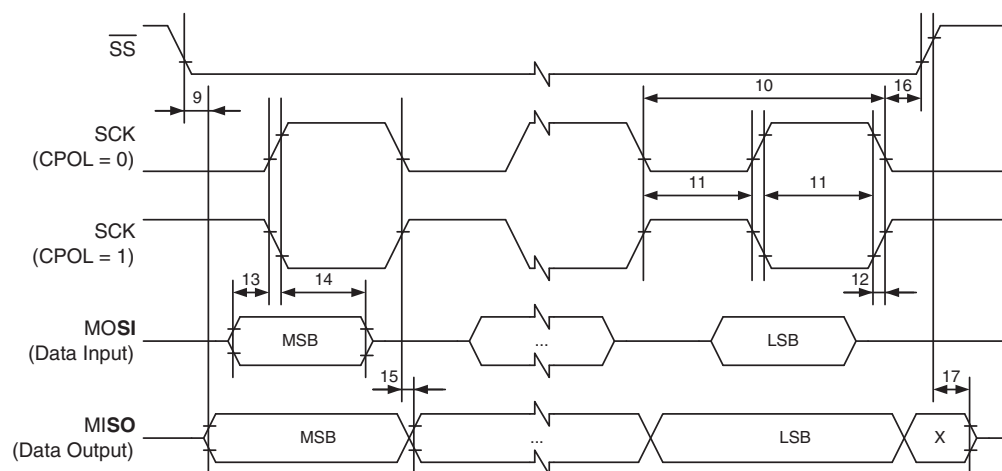 SS
10
9
16
SCK
(CPOL = 0)
11
11
SCK
(CPOL = 1)
13
14
12
MOSI
(Data Input)
MSB
...
LSB
15
17
MISO
(Data Output)
MSB
...
LSB
X